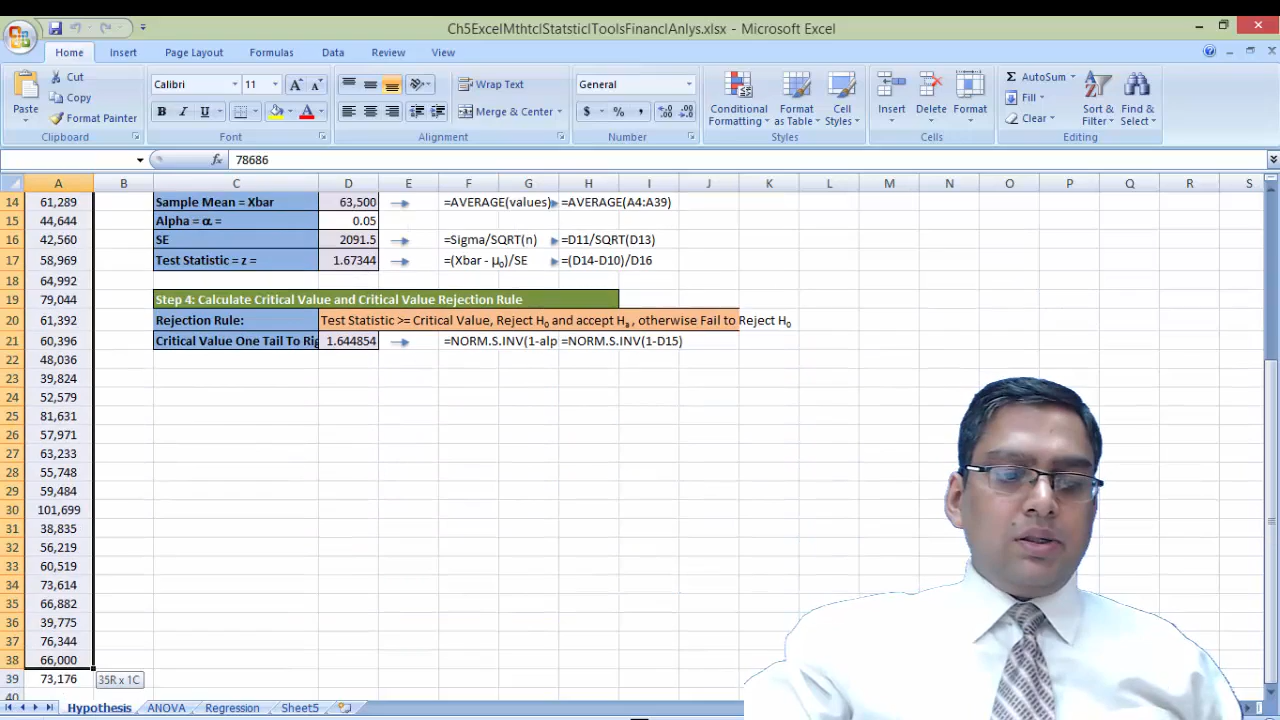 Ch5ExcelMthtclStatsticlToolsFinanclAnlys.xlsx - Microsoft Excel
Home Insert Page Layout Formulas Data Review View
Paste Cut Copy Format Painter Clipboard
Calibri 11 A A B I U A Font
Wrap Text Merge & Center Alignment
General $ % , .0 .00 .00 .0 Number
Conditional Formatting Format as Table Cell Styles Styles
Insert Delete Format Cells
Σ AutoSum Fill Clear Sort & Filter Find & Select Editing
fx 78686
A B C D E F G H I J K L M N O P Q R S
14 61,289 Sample Mean = Xbar 63,500 =AVERAGE(values) =AVERAGE(A4:A39)
15 44,644 Alpha = α = 0.05
16 42,560 SE 2091.5 =Sigma/SQRT(n) =D11/SQRT(D13)
17 58,969 Test Statistic = z = 1.67344 =(Xbar - µ0)/SE =(D14-D10)/D16
18 64,992
19 79,044 Step 4: Calculate Critical Value and Critical Value Rejection Rule
20 61,392 Rejection Rule: Test Statistic >= Critical Value, Reject H0 and accept Ha , otherwise Fail to Reject H0
21 60,396 Critical Value One Tail To Rig 1.644854 =NORM.S.INV(1-alp =NORM.S.INV(1-D15)
22 48,036
23 39,824
24 52,579
25 81,631
26 57,971
27 63,233
28 55,748
29 59,484
30 101,699
31 38,835
32 56,219
33 60,519
34 73,614
35 66,882
36 39,775
37 76,344
38 66,000
39 73,176 35R x 1C
40
Hypothesis ANOVA Regression Sheet5